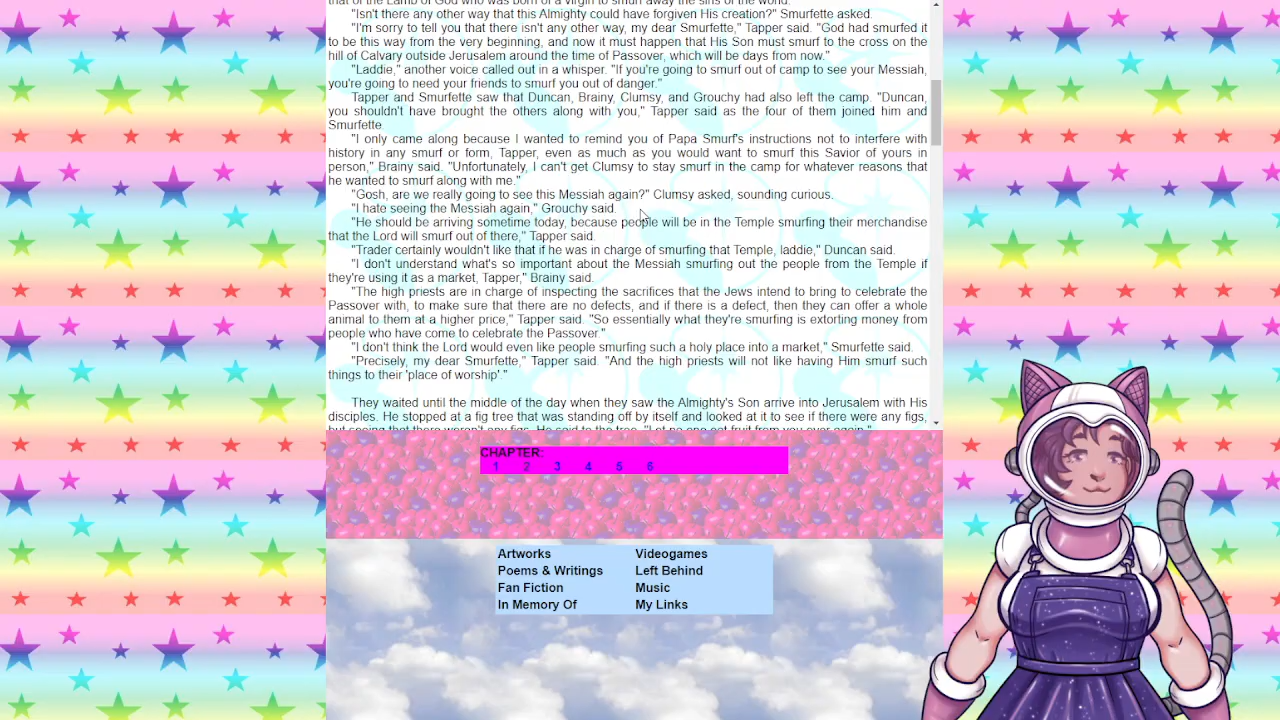 that of the Lamb of God who was born of a virgin to smurf away the sins of the world.
"Isn't there any other way that this Almighty could have forgiven His creation?" Smurfette asked.
"I'm sorry to tell you that there isn't any other way, my dear Smurfette," Tapper said. "God had smurfed it
to be this way from the very beginning, and now it must happen that His Son must smurf to the cross on the
hill of Calvary outside Jerusalem around the time of Passover, which will be days from now."
"Laddie," another voice called out in a whisper. "If you're going to smurf out of camp to see your Messiah,
you're going to need your friends to smurf you out of danger."
Tapper and Smurfette saw that Duncan, Brainy, Clumsy, and Grouchy had also left the camp. "Duncan,
you shouldn't have brought the others along with you," Tapper said as the four of them joined him and
Smurfette
"I only came along because I wanted to remind you of Papa Smurf's instructions not to interfere with
history in any smurf or form, Tapper, even as much as you would want to smurf this Savior of yours in
person," Brainy said. "Unfortunately, I can't get Clumsy to stay smurf in the camp for whatever reasons that
he wanted to smurf along with me."
"Gosh, are we really going to see this Messiah again?" Clumsy asked, sounding curious.
"I hate seeing the Messiah again," Grouchy said.
"He should be arriving sometime today, because people will be in the Temple smurfing their merchandise
that the Lord will smurf out of there," Tapper said.
"Trader certainly wouldn't like that if he was in charge of smurfing that Temple, laddie," Duncan said.
"I don't understand what's so important about the Messiah smurfing out the people from the Temple if
they're using it as a market, Tapper," Brainy said.
"The high priests are in charge of inspecting the sacrifices that the Jews intend to bring to celebrate the
Passover with, to make sure that there are no defects, and if there is a defect, then they can offer a whole
animal to them at a higher price," Tapper said. "So essentially what they're smurfing is extorting money from
people who have come to celebrate the Passover."
"I don't think the Lord would even like people smurfing such a holy place into a market," Smurfette said.
"Precisely, my dear Smurfette," Tapper said. "And the high priests will not like having Him smurf such
things to their 'place of worship'."
They waited until the middle of the day when they saw the Almighty's Son arrive into Jerusalem with His
disciples. He stopped at a fig tree that was standing off by itself and looked at it to see if there were any figs,
but seeing that there weren't any figs, He said to the tree, "Let no one eat fruit from you ever again."
CHAPTER:
1 2 3 4 5 6
Artworks Videogames
Poems & Writings Left Behind
Fan Fiction Music
In Memory Of My Links